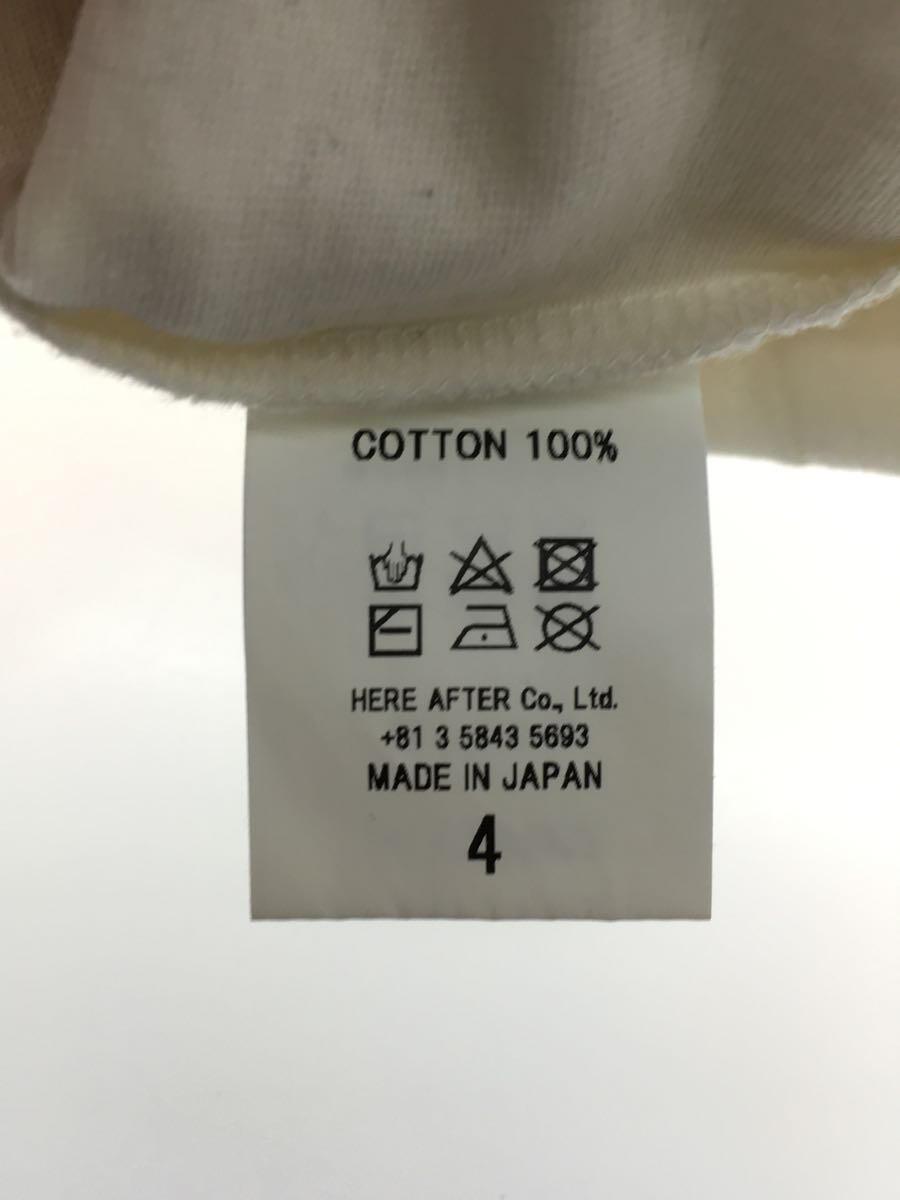 COTTON 100%
HERE AFTER Co., Ltd.
+81 3 5843 5693
MADE IN JAPAN
4